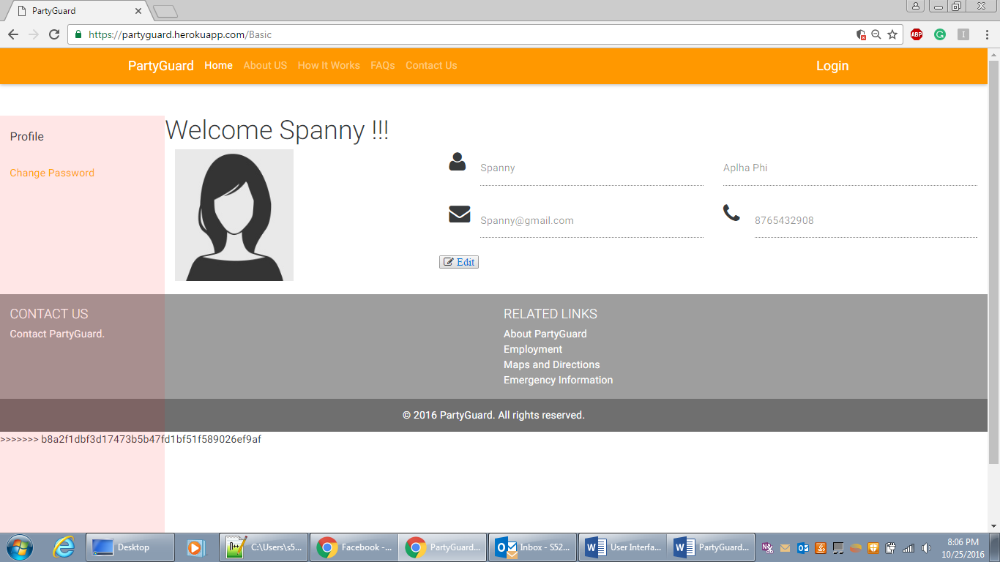 PartyGuard
https://partyguard.herokuapp.com/Basic
ABP
PartyGuard Home About US How It Works FAQs Contact Us Login
Profile
Change Password
Welcome Spanny !!!
Spanny
Aplha Phi
Spanny@gmail.com
8765432908
Edit
CONTACT US
Contact PartyGuard.
RELATED LINKS
About PartyGuard
Employment
Maps and Directions
Emergency Information
© 2016 PartyGuard. All rights reserved.
>>>>>>> b8a2f1dbf3d17473b5b47fd1bf51f589026ef9af
Desktop C:\Users\s5... Facebook -... PartyGuard... Inbox - S52... User Interfa... PartyGuard...
8:06 PM
10/25/2016